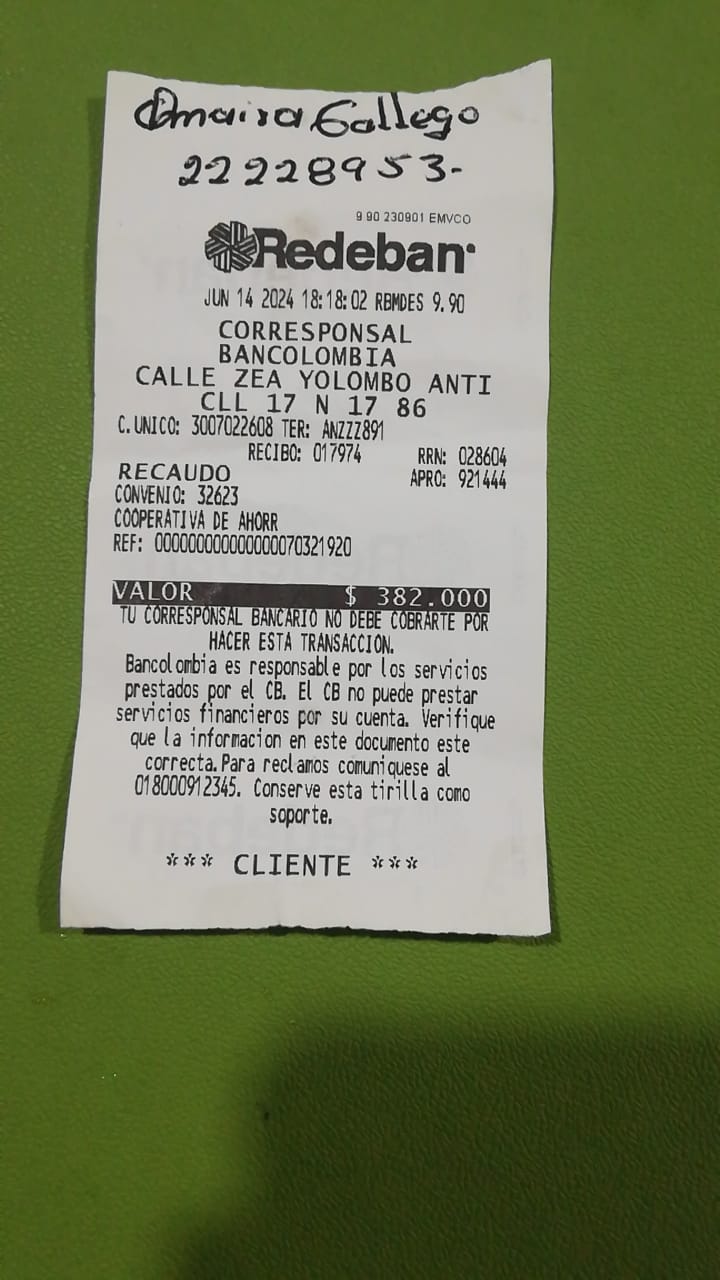 Omaira Gallego
22228953-
9 90 230901 EMVCO
Redeban
JUN 14 2024 18:18:02 RBMDES 9.90
CORRESPONSAL
BANCOLOMBIA
CALLE ZEA YOLOMBO ANTI
CLL 17 N 17 86
C.UNICO: 3007022608 TER: ANZZZ891
RECIBO: 017974 RRN: 028604
RECAUDO APRO: 921444
CONVENIO: 32623
COOPERATIVA DE AHORR
REF: 000000000000000070321920
VALOR $ 382.000
TU CORRESPONSAL BANCARIO NO DEBE COBRARTE POR
HACER ESTA TRANSACCION.
Bancolombia es responsable por los servicios
prestados por el CB. El CB no puede prestar
servicios financieros por su cuenta. Verifique
que la informacion en este documento este
correcta.Para reclamos comuniquese al
018000912345. Conserve esta tirilla como
soporte.
*** CLIENTE ***